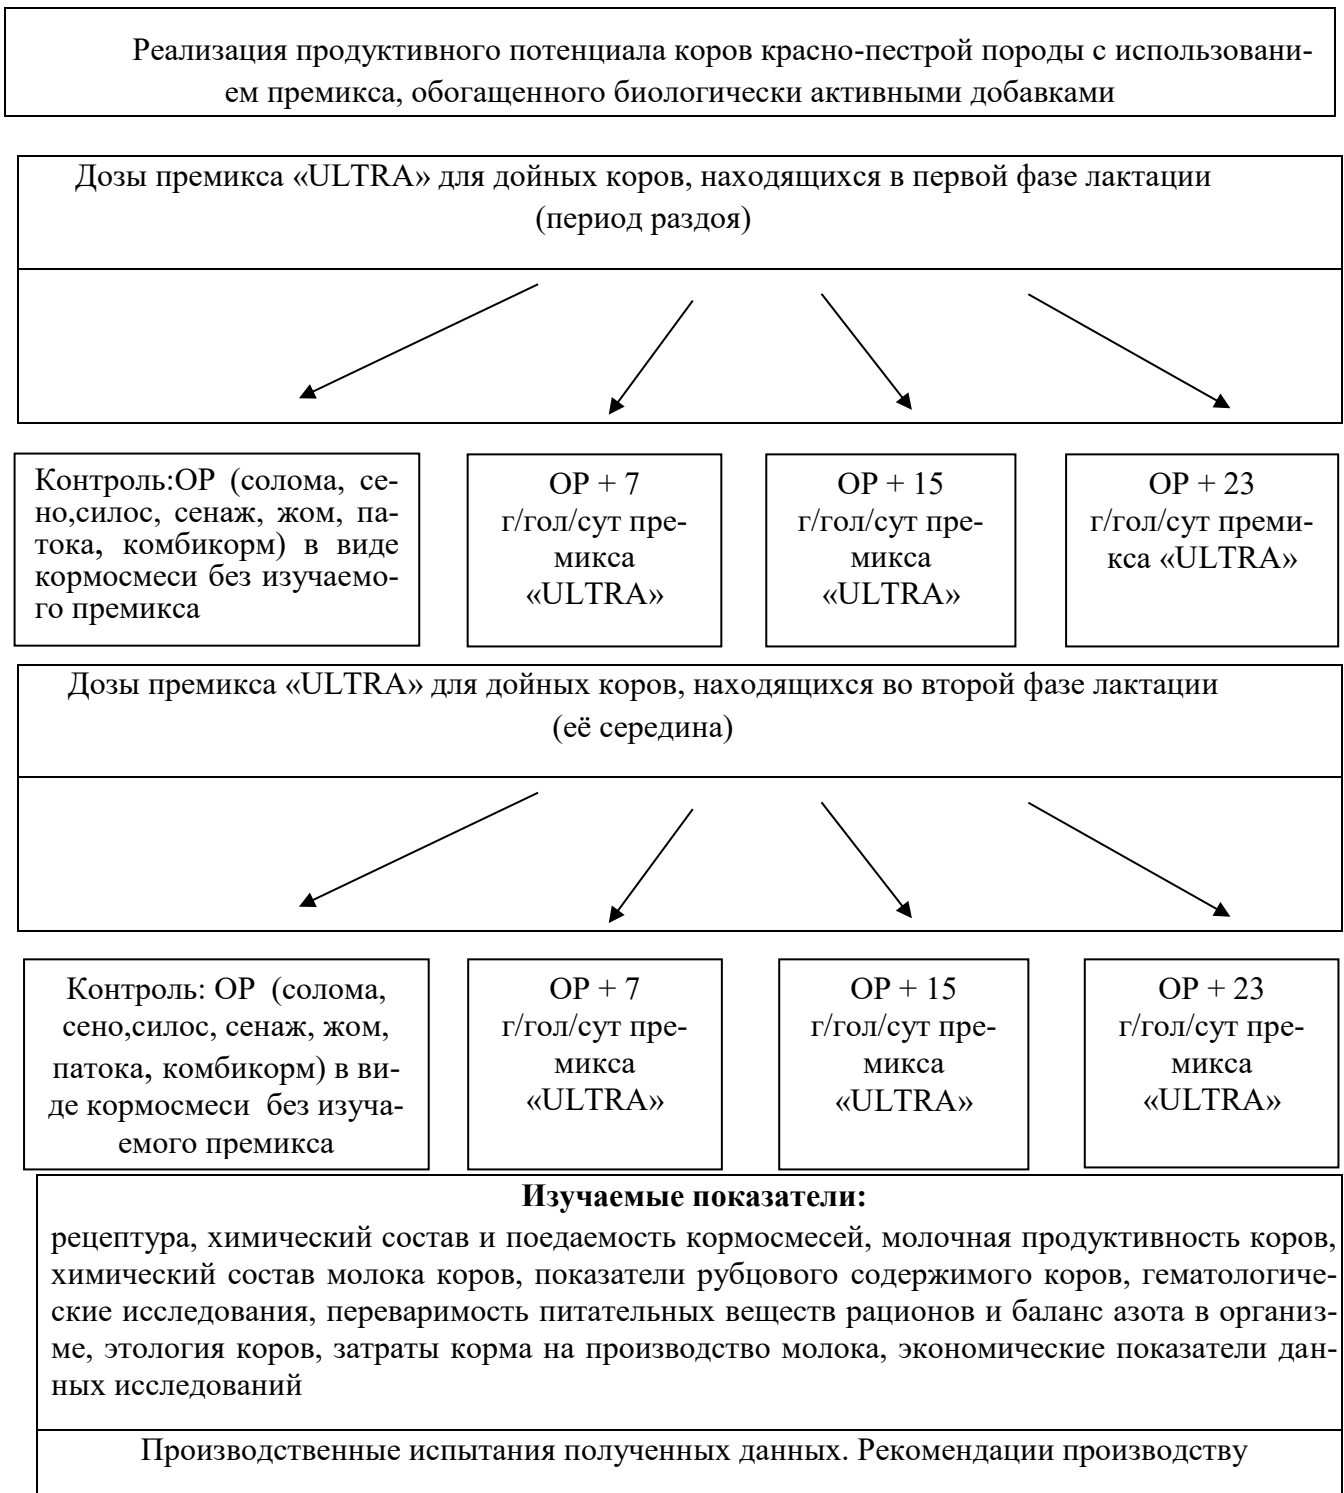 Реализация продуктивного потенциала коров красно-пестрой породы с использовани-
ем премикса, обогащенного биологически активными добавками
Дозы премикса «ULTRA» для дойных коров, находящихся в первой фазе лактации
(период раздоя)
Контроль:ОР (солома, се-
но,силос, сенаж, жом, па-
тока, комбикорм) в виде
кормосмеси без изучаемо-
го премикса
ОР + 7
г/гол/сут пре-
микса
«ULTRA»
ОР + 15
г/гол/сут пре-
микса
«ULTRA»
ОР + 23
г/гол/сут преми-
кса «ULTRA»
Дозы премикса «ULTRA» для дойных коров, находящихся во второй фазе лактации
(её середина)
Контроль: ОР (солома,
сено,силос, сенаж, жом,
патока, комбикорм) в ви-
де кормосмеси без изуча-
емого премикса
ОР + 7
г/гол/сут пре-
микса
«ULTRA»
ОР + 15
г/гол/сут пре-
микса
«ULTRA»
ОР + 23
г/гол/сут пре-
микса
«ULTRA»
Изучаемые показатели:
рецептура, химический состав и поедаемость кормосмесей, молочная продуктивность коров,
химический состав молока коров, показатели рубцового содержимого коров, гематологиче-
ские исследования, переваримость питательных веществ рационов и баланс азота в организ-
ме, этология коров, затраты корма на производство молока, экономические показатели дан-
ных исследований
Производственные испытания полученных данных. Рекомендации производству